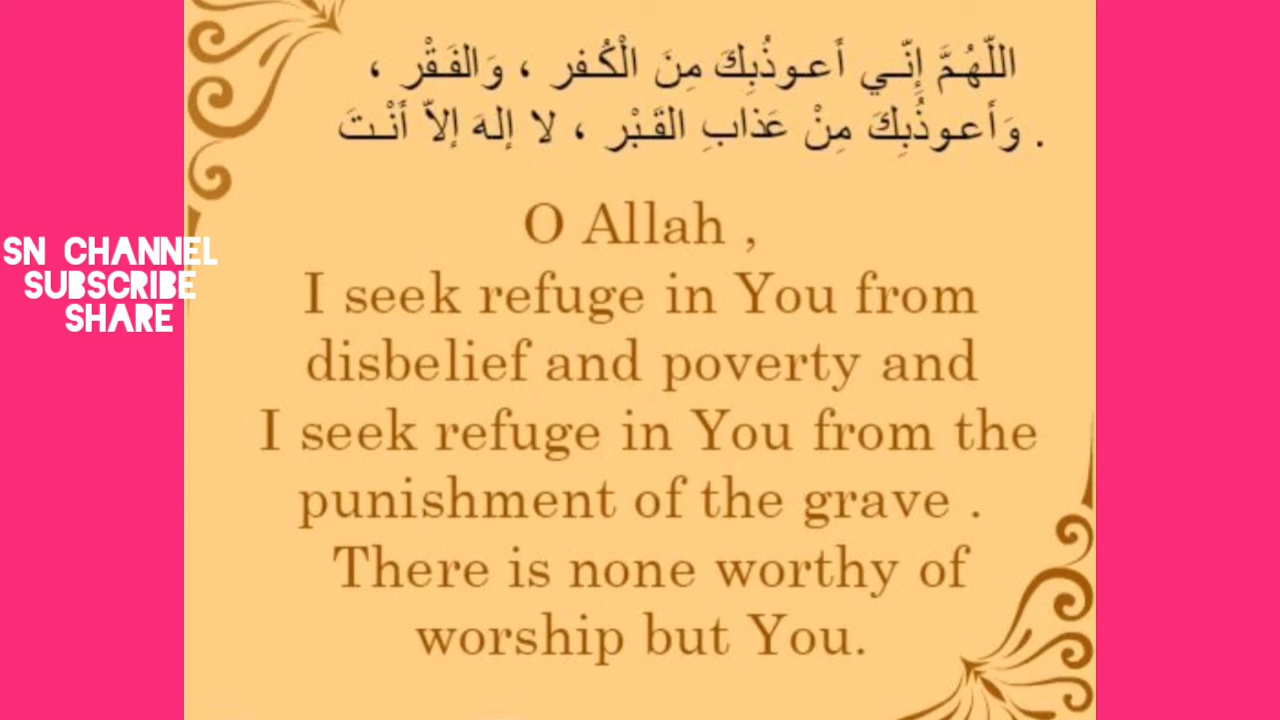 اللّهُمَّ إِنّي أَعوذُبِكَ مِنَ الْكُفر ، وَالفَقْر ،
وَأَعوذُبِكَ مِنْ عَذابِ القَبْر ، لا إلهَ إلاّ أَنْتَ .
SN CHANNEL
SUBSCRIBE
SHARE
O Allah ,
I seek refuge in You from
disbelief and poverty and
I seek refuge in You from the
punishment of the grave .
There is none worthy of
worship but You.